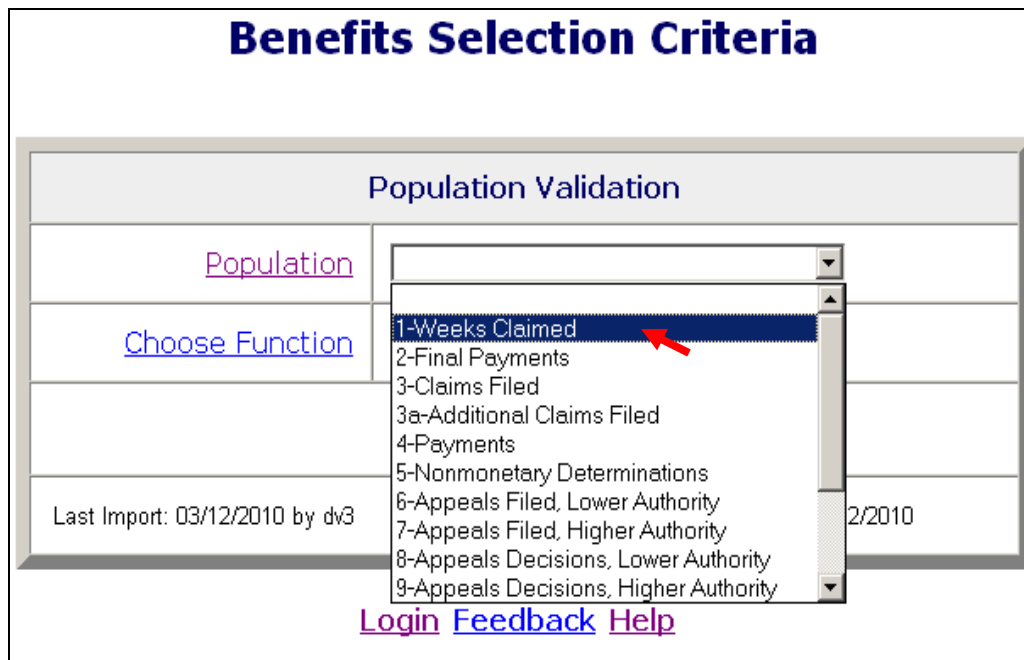 Benefits Selection Criteria
Population Validation
Population
1-Weeks Claimed
Choose Function
2-Final Payments
3-Claims Filed
3a-Additional Claims Filed
4-Payments
5-Nonmonetary Determinations
6-Appeals Filed, Lower Authority
Last Import: 03/12/2010 by dv3
2/2010
7-Appeals Filed, Higher Authority
8-Appeals Decisions, Lower Authority
9-Appeals Decisions, Higher Authority
Login Feedback Help